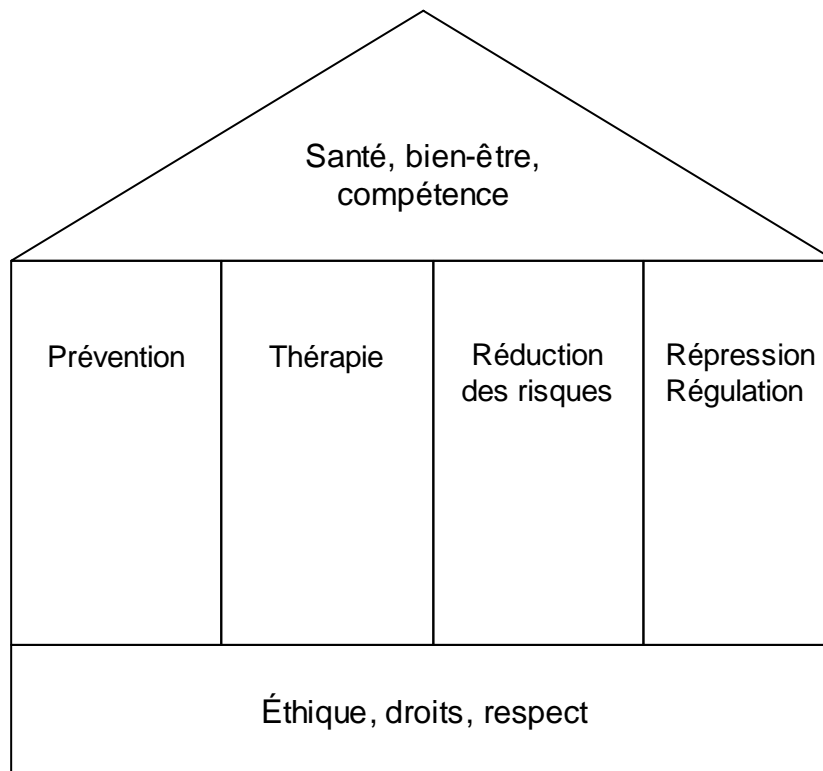 Santé, bien-être,
compétence
Prévention
Thérapie
Réduction
des risques
Répression
Régulation
Éthique, droits, respect